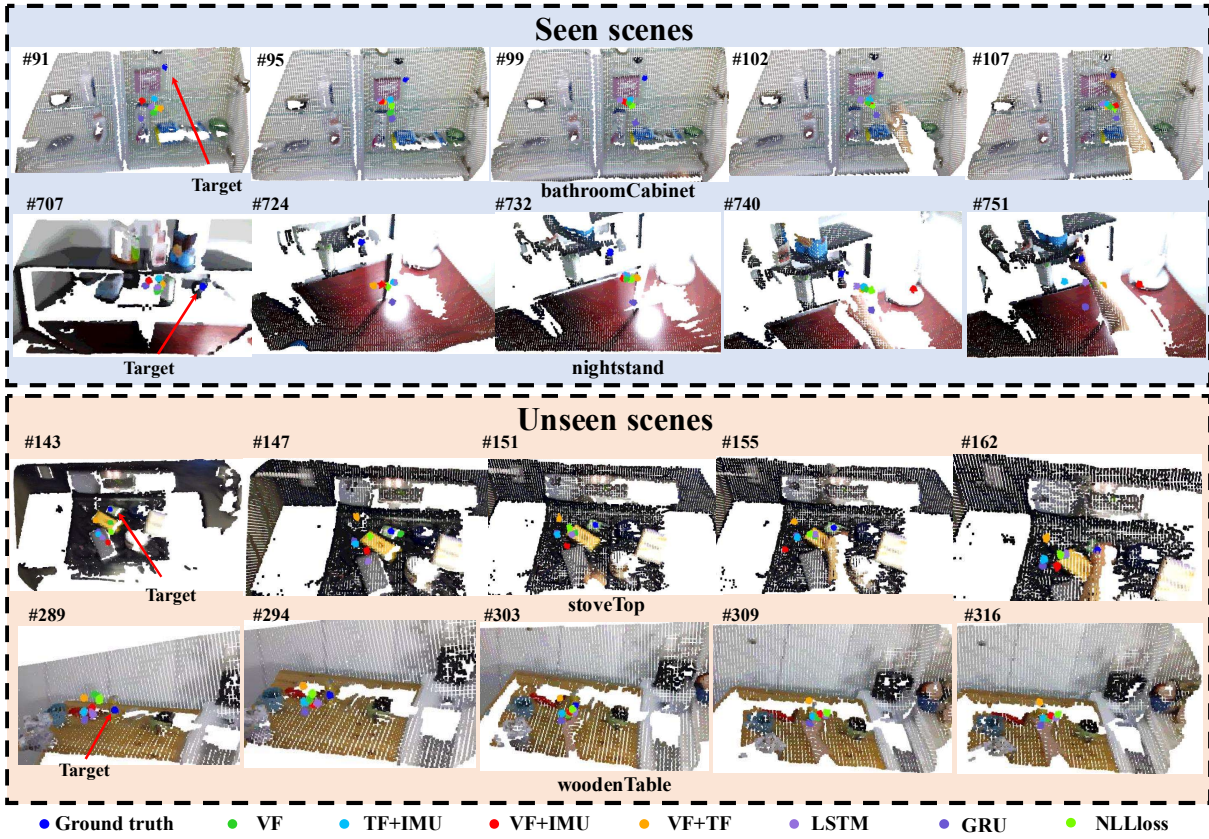 Seen scenes
#91 #95 #99 #102 #107
Target
bathroomCabinet
#707 #724 #732 #740 #751
Target
nightstand
Unseen scenes
#143 #147 #151 #155 #162
Target
stoveTop
#289 #294 #303 #309 #316
Target
woodenTable
Ground truth VF TF+IMU VF+IMU VF+TF LSTM GRU NLLloss